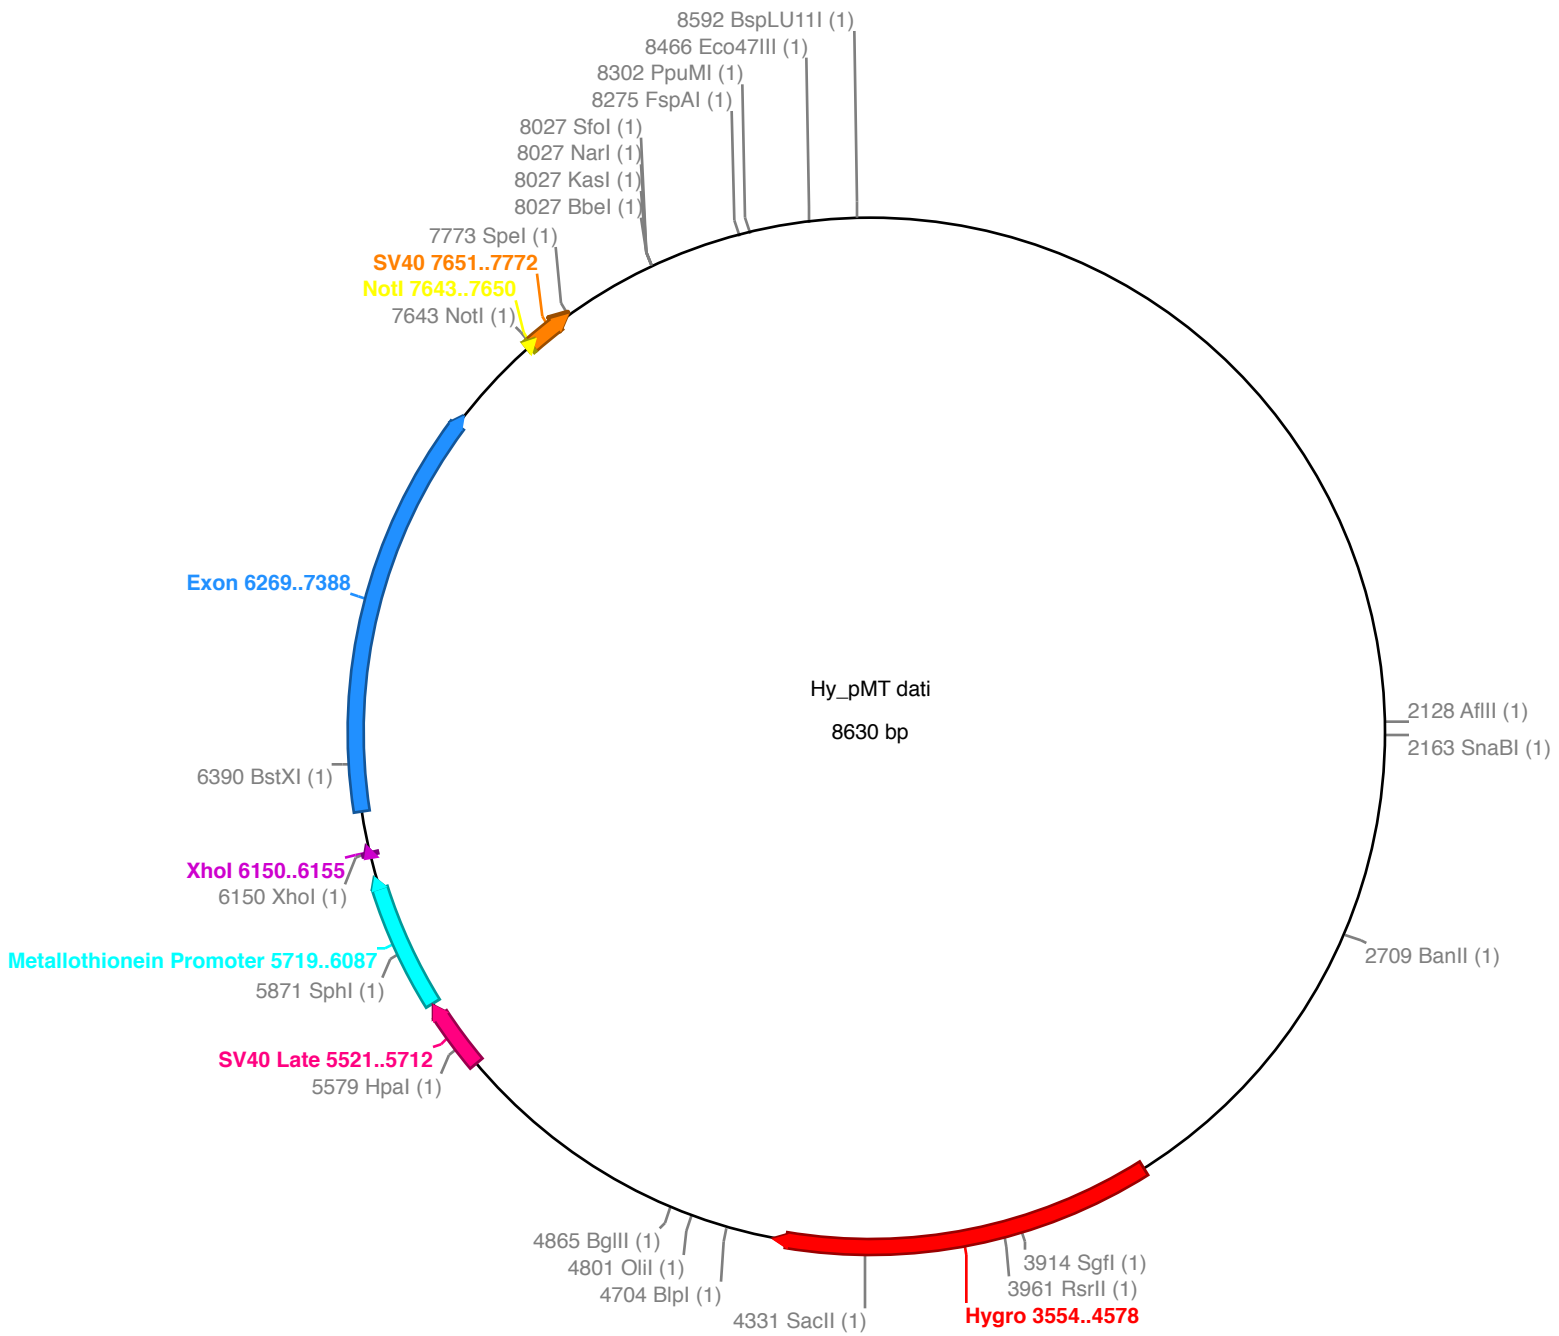 8592 BspLU11I (1)
8466 Eco47III (1)
8302 PpuMI (1)
8275 FspAI (1)
8027 SfoI (1)
8027 NarI (1)
8027 KasI (1)
8027 BbeI (1)
7773 SpeI (1)
SV40 7651..7772
NotI 7643..7650
7643 NotI (1)
Exon 6269..7388
Hy_pMT dati
8630 bp
2128 AflII (1)
2163 SnaBI (1)
6390 BstXI (1)
XhoI 6150..6155
6150 XhoI (1)
Metallothionein Promoter 5719..6087
2709 BanII (1)
5871 SphI (1)
SV40 Late 5521..5712
5579 HpaI (1)
4865 BglII (1)
4801 OliI (1)
4704 BlpI (1)
4331 SacII (1)
3914 SgfI (1)
3961 RsrII (1)
Hygro 3554..4578